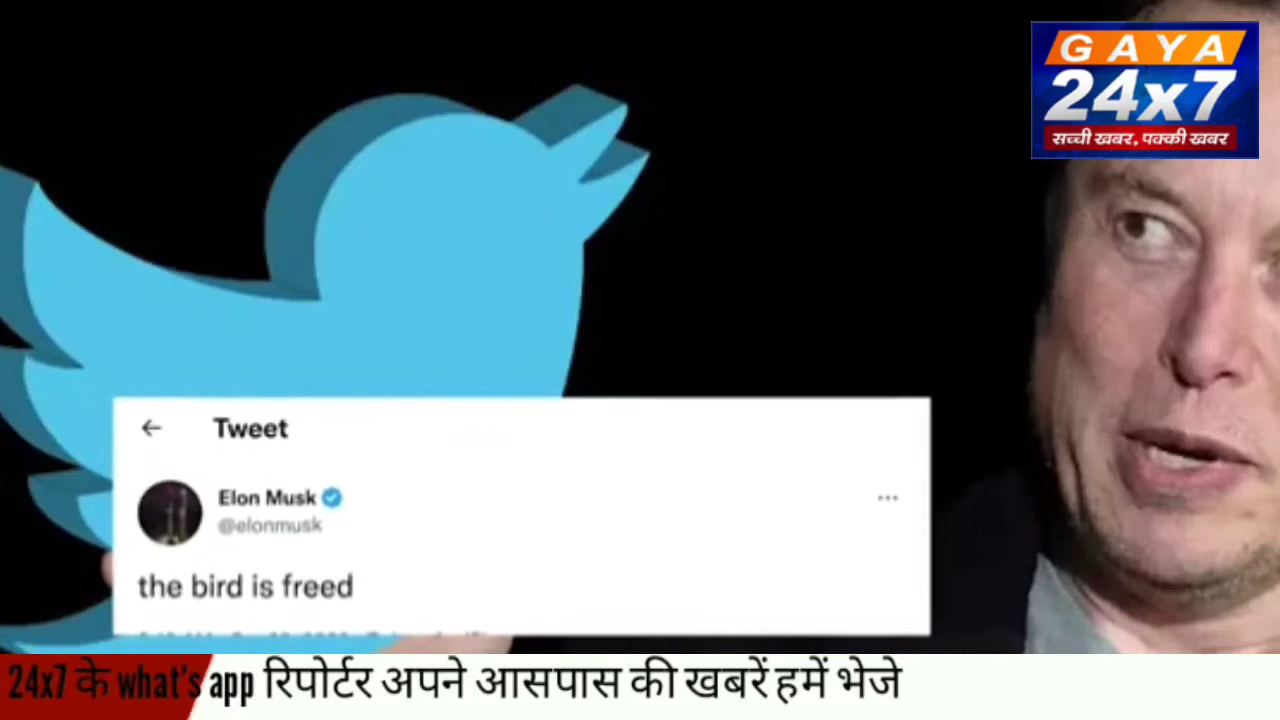 GAYA
24x7
सच्ची खबर, पक्की खबर
Tweet
Elon Musk
@elonmusk
the bird is freed
24x7 के what's app रिपोर्टर अपने आसपास की खबरें हमें भेजे